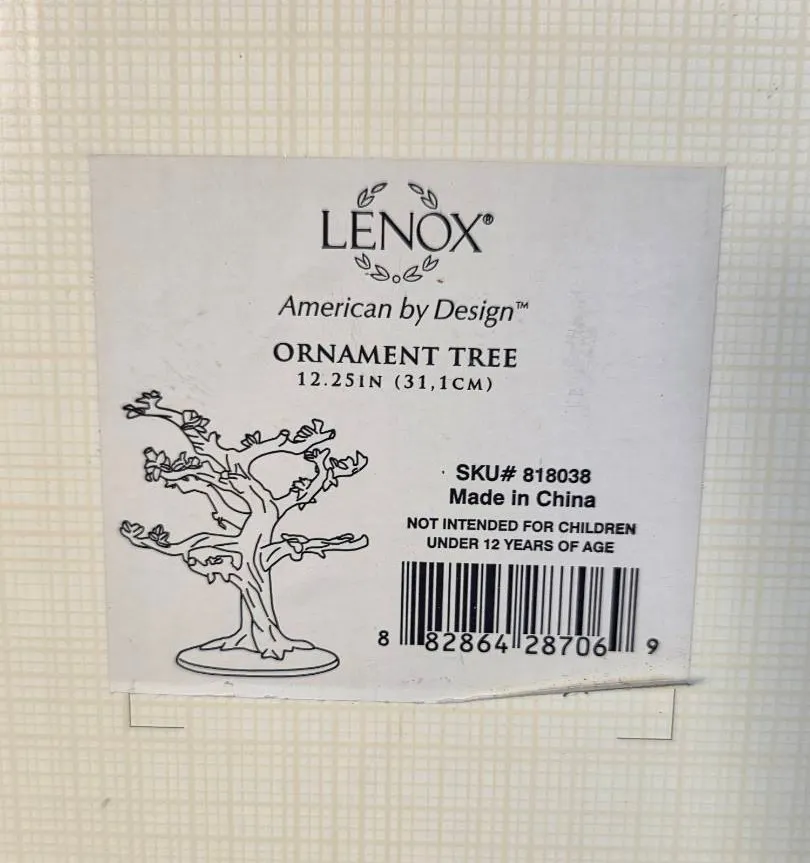 LENOX®
American by Design™
ORNAMENT TREE
12.25IN (31,1CM)
SKU# 818038
Made in China
NOT INTENDED FOR CHILDREN
UNDER 12 YEARS OF AGE
8 82864 28706 9